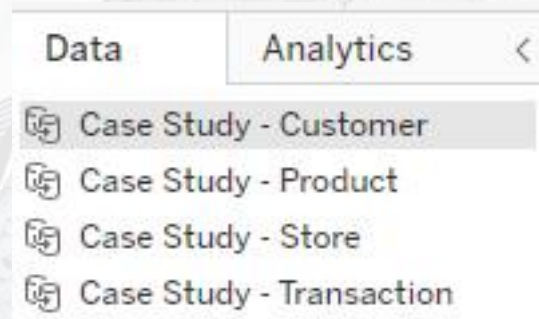 Data Analytics <
Case Study - Customer
Case Study - Product
Case Study - Store
Case Study - Transaction